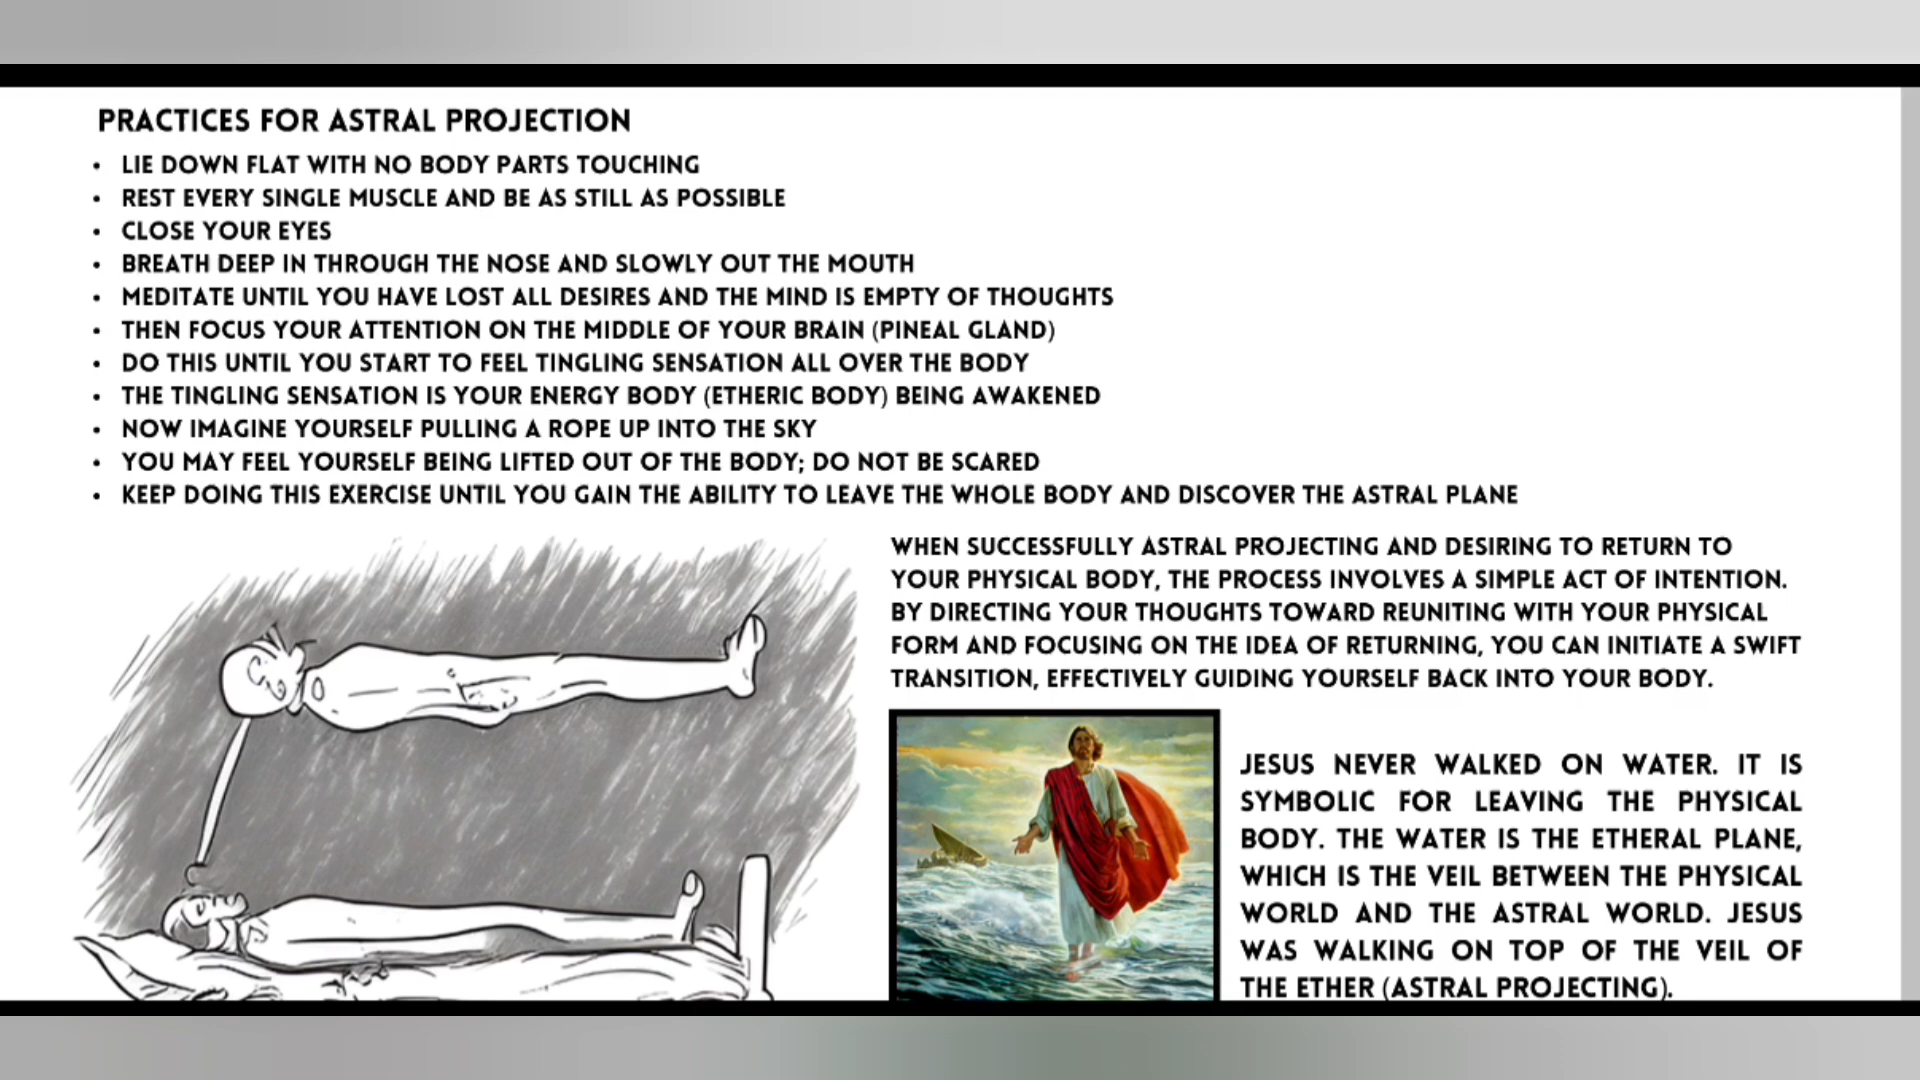 PRACTICES FOR ASTRAL PROJECTION
• LIE DOWN FLAT WITH NO BODY PARTS TOUCHING
• REST EVERY SINGLE MUSCLE AND BE AS STILL AS POSSIBLE
• CLOSE YOUR EYES
• BREATH DEEP IN THROUGH THE NOSE AND SLOWLY OUT THE MOUTH
• MEDITATE UNTIL YOU HAVE LOST ALL DESIRES AND THE MIND IS EMPTY OF THOUGHTS
• THEN FOCUS YOUR ATTENTION ON THE MIDDLE OF YOUR BRAIN (PINEAL GLAND)
• DO THIS UNTIL YOU START TO FEEL TINGLING SENSATION ALL OVER THE BODY
• THE TINGLING SENSATION IS YOUR ENERGY BODY (ETHERIC BODY) BEING AWAKENED
• NOW IMAGINE YOURSELF PULLING A ROPE UP INTO THE SKY
• YOU MAY FEEL YOURSELF BEING LIFTED OUT OF THE BODY; DO NOT BE SCARED
• KEEP DOING THIS EXERCISE UNTIL YOU GAIN THE ABILITY TO LEAVE THE WHOLE BODY AND DISCOVER THE ASTRAL PLANE
WHEN SUCCESSFULLY ASTRAL PROJECTING AND DESIRING TO RETURN TO
YOUR PHYSICAL BODY, THE PROCESS INVOLVES A SIMPLE ACT OF INTENTION.
BY DIRECTING YOUR THOUGHTS TOWARD REUNITING WITH YOUR PHYSICAL
FORM AND FOCUSING ON THE IDEA OF RETURNING, YOU CAN INITIATE A SWIFT
TRANSITION, EFFECTIVELY GUIDING YOURSELF BACK INTO YOUR BODY.
JESUS NEVER WALKED ON WATER. IT IS
SYMBOLIC FOR LEAVING THE PHYSICAL
BODY. THE WATER IS THE ETHERAL PLANE,
WHICH IS THE VEIL BETWEEN THE PHYSICAL
WORLD AND THE ASTRAL WORLD. JESUS
WAS WALKING ON TOP OF THE VEIL OF
THE ETHER (ASTRAL PROJECTING).